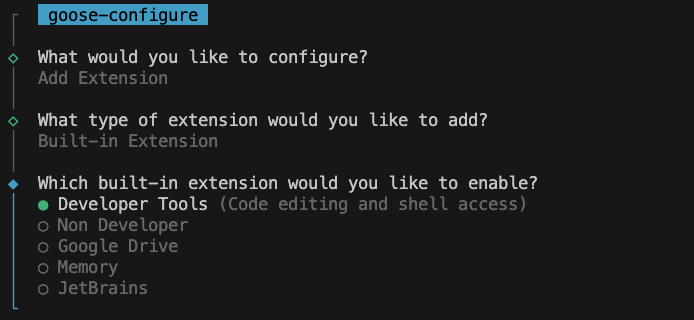 goose-configure
What would you like to configure?
Add Extension
What type of extension would you like to add?
Built-in Extension
Which built-in extension would you like to enable?
Developer Tools (Code editing and shell access)
Non Developer
Google Drive
Memory
JetBrains